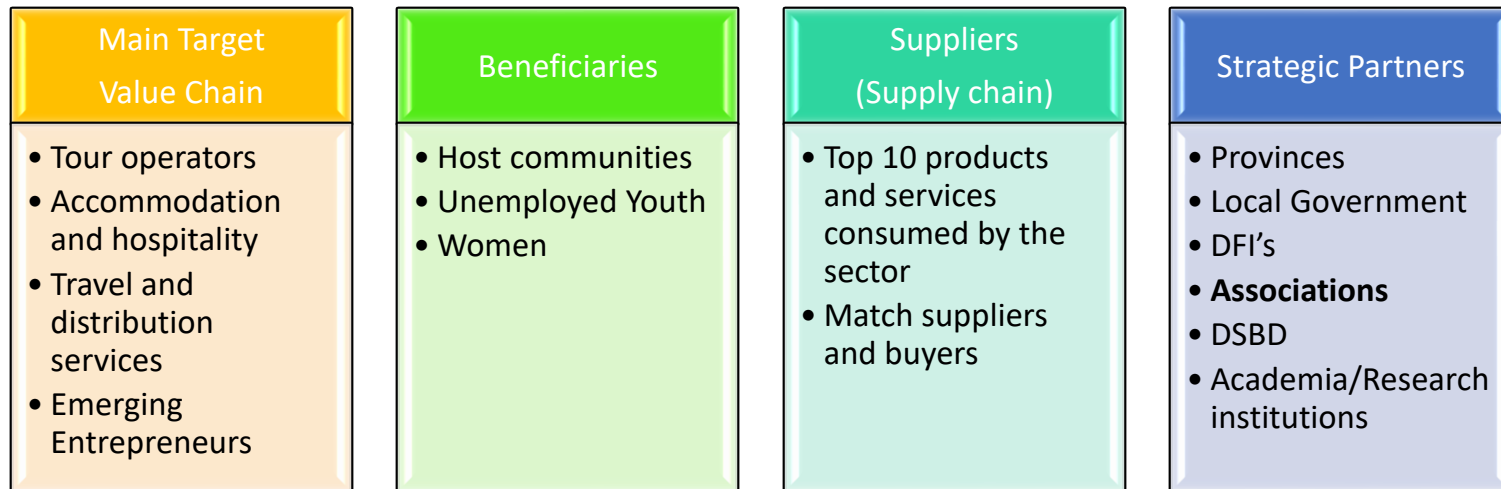 Main Target
Value Chain
• Tour operators
• Accommodation
and hospitality
• Travel and
distribution
services
• Emerging
Entrepreneurs
Beneficiaries
• Host communities
• Unemployed Youth
• Women
Suppliers
(Supply chain)
• Top 10 products
and services
consumed by the
sector
• Match suppliers
and buyers
Strategic Partners
• Provinces
• Local Government
• DFI’s
• Associations
• DSBD
• Academia/Research
institutions